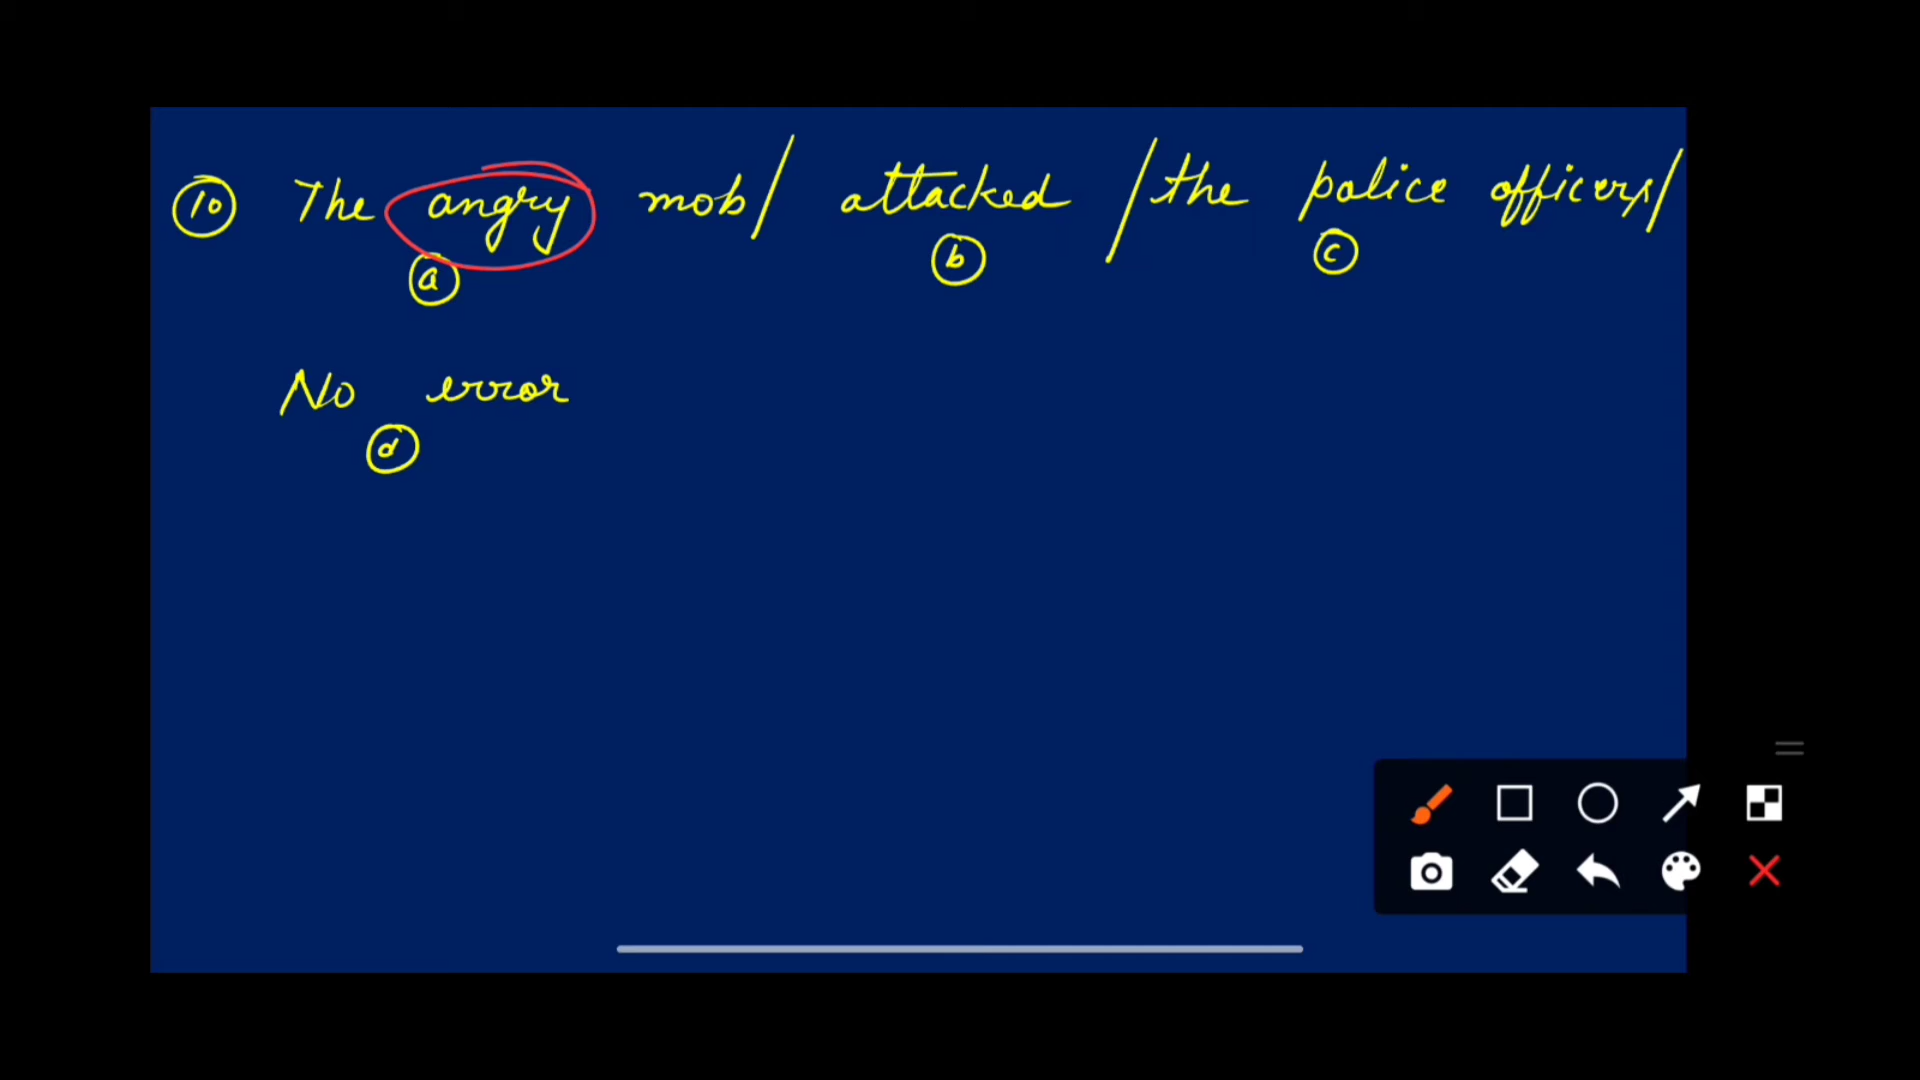 10 The angry mob / attacked / the police officers /
a b c
No error
d